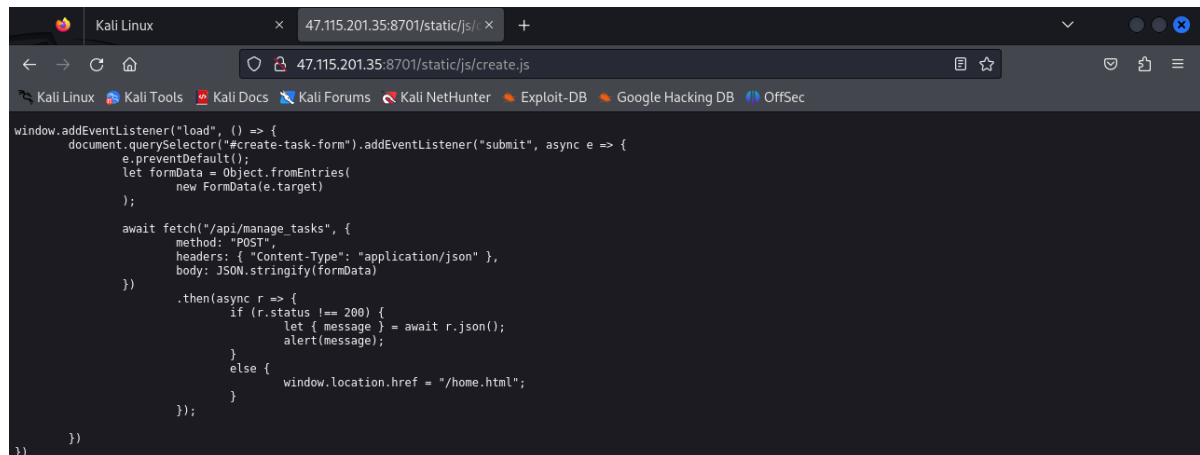 Kali Linux
47.115.201.35:8701/static/js/c
47.115.201.35:8701/static/js/create.js
Kali Linux Kali Tools Kali Docs Kali Forums Kali NetHunter Exploit-DB Google Hacking DB OffSec
window.addEventListener("load", () => {
document.querySelector("#create-task-form").addEventListener("submit", async e => {
e.preventDefault();
let formData = Object.fromEntries(
new FormData(e.target)
);
await fetch("/api/manage_tasks", {
method: "POST",
headers: { "Content-Type": "application/json" },
body: JSON.stringify(formData)
})
.then(async r => {
if (r.status !== 200) {
let { message } = await r.json();
alert(message);
}
else {
window.location.href = "/home.html";
}
});
})
})